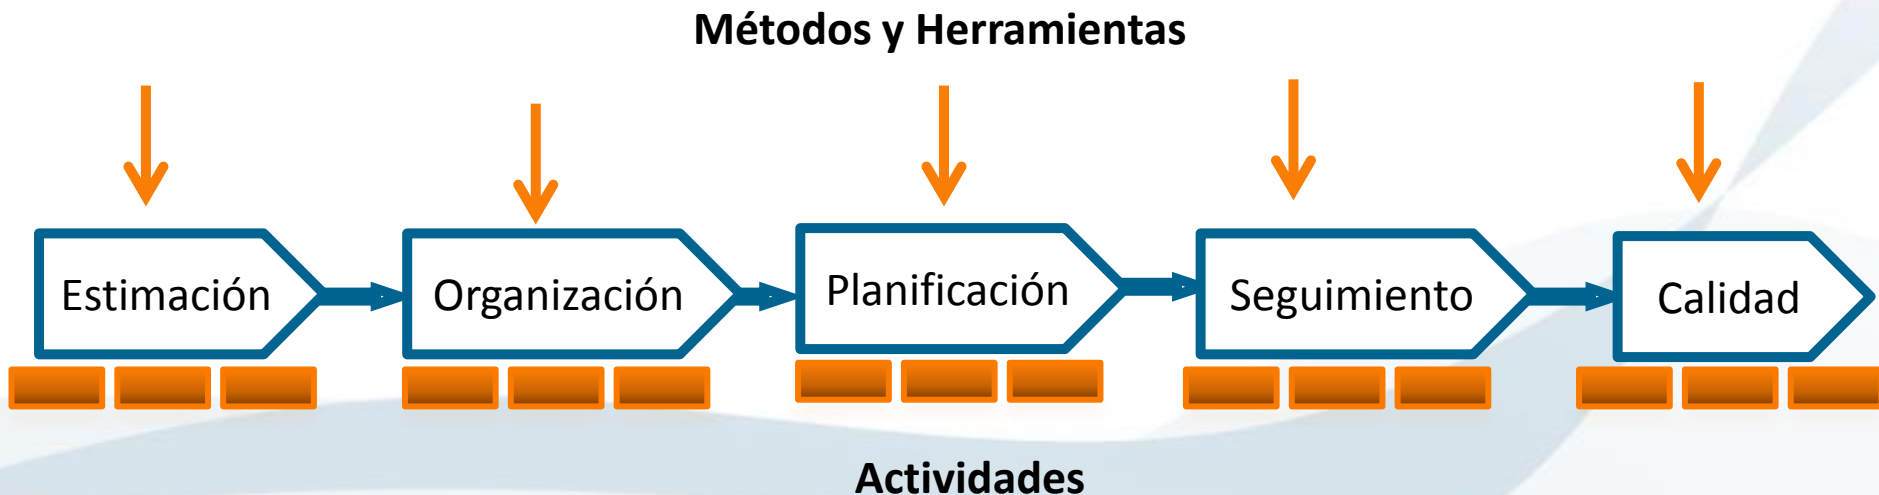 Métodos y Herramientas
Estimación
Organización
Planificación
Seguimiento
Calidad
Actividades